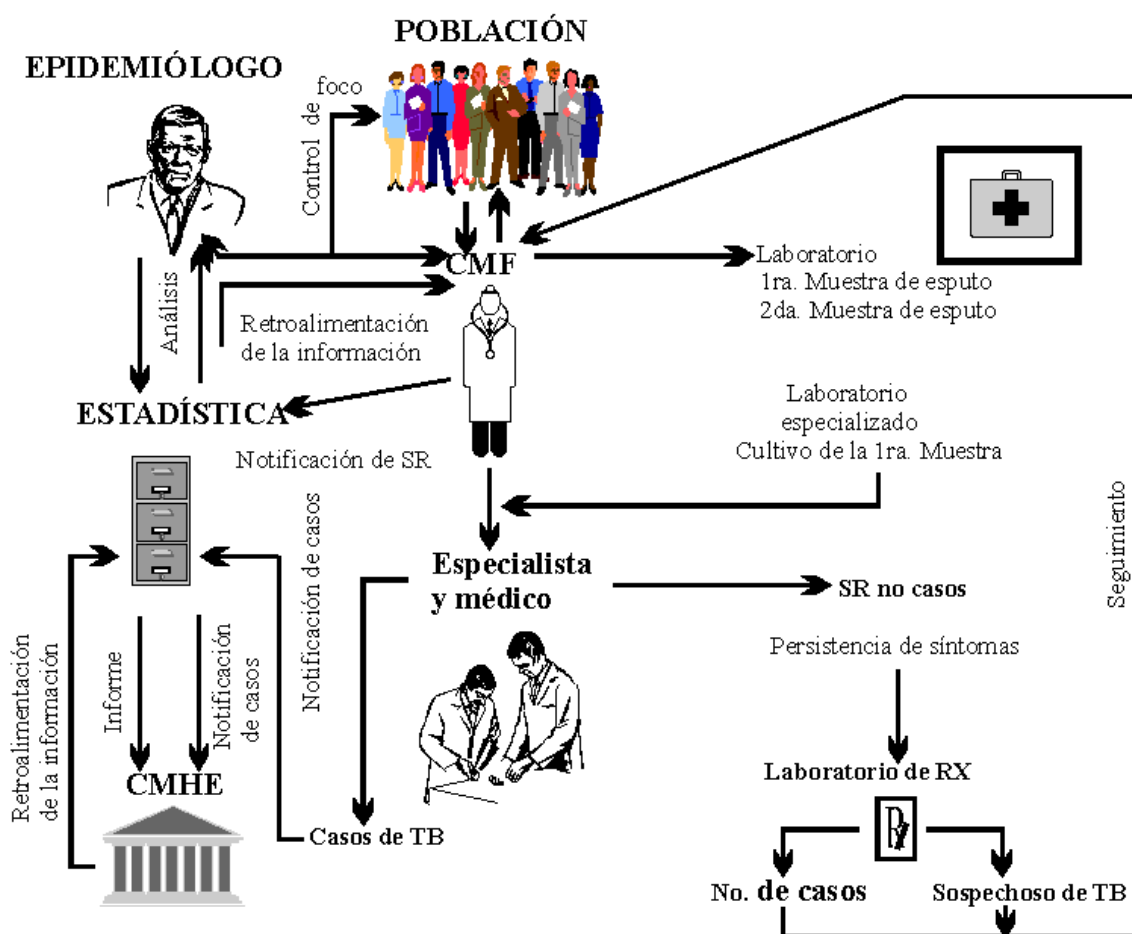 POBLACIÓN
EPIDEMIÓLOGO
Control de foco
CMF
Laboratorio
1ra. Muestra de esputo
2da. Muestra de esputo
Análisis
Retroalimentación
de la información
ESTADÍSTICA
Laboratorio
especializado
Cultivo de la 1ra. Muestra
Notificación de SR
Notificación de casos
Seguimiento
Especialista
y médico
SR no casos
Persistencia de síntomas
Retroalimentación
de la información
Informe
Notificación
de casos
CMHE
Laboratorio de RX
Casos de TB
No. de casos
Sospechoso de TB